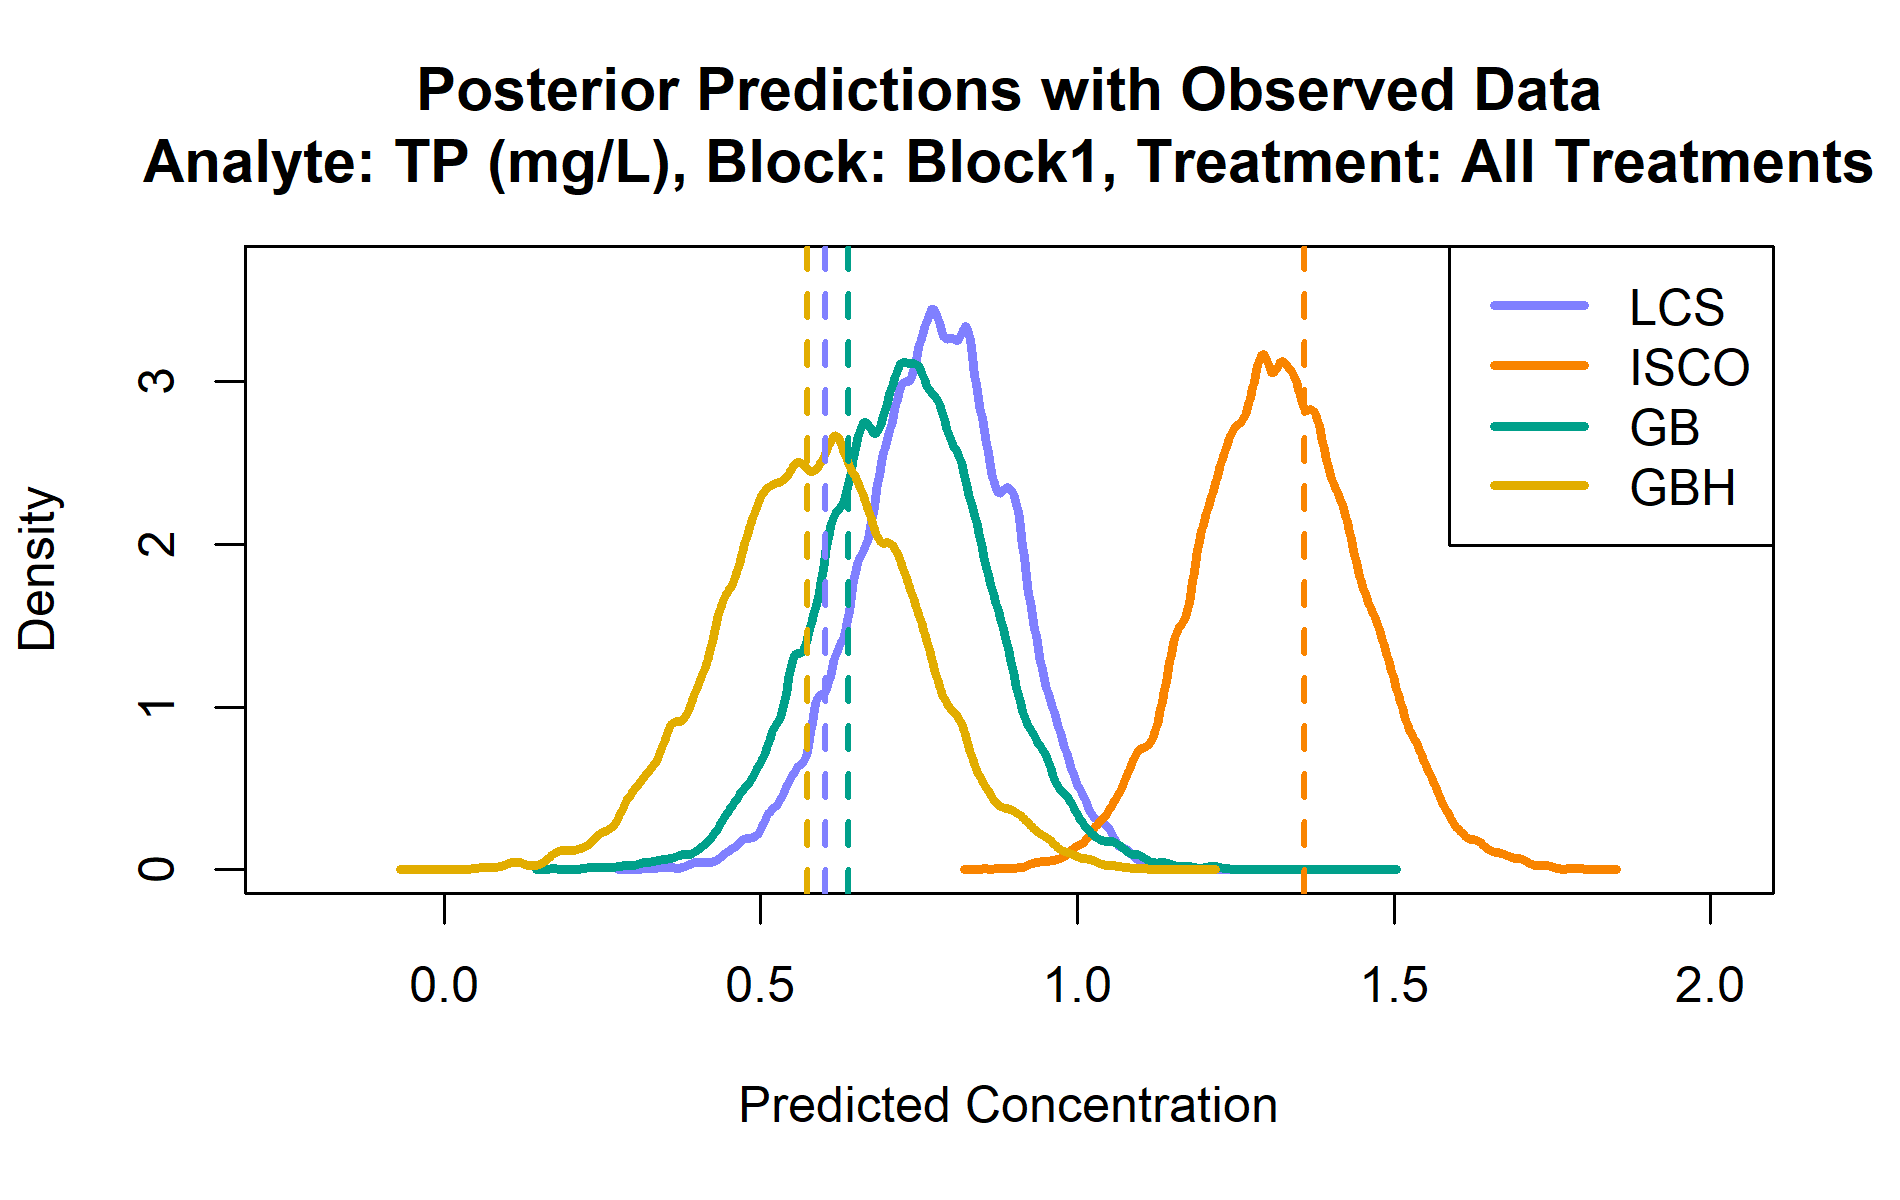 Posterior Predictions with Observed Data
Analyte: TP (mg/L), Block: Block1, Treatment: All Treatments
LCS
ISCO
GB
GBH
Density
3
2
1
0
0.0 0.5 1.0 1.5 2.0
Predicted Concentration